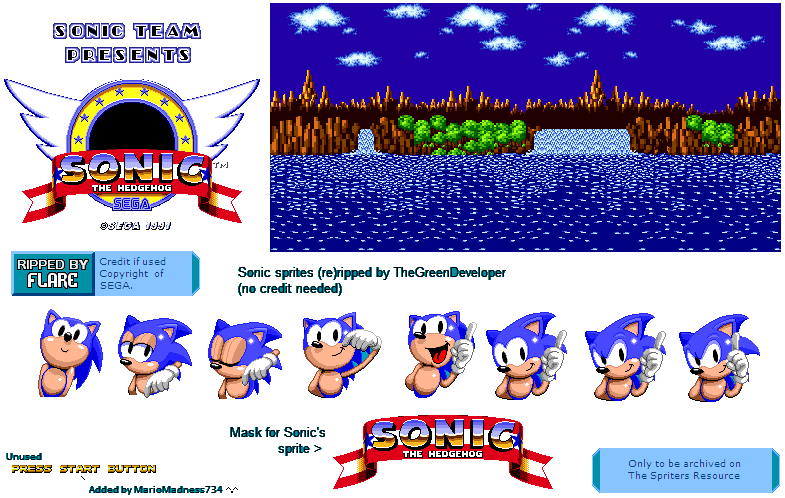 SONIC TEAM
PRESENTS
SONIC
TM
THE HEDGEHOG
SEGA
©SEGA 1991
RIPPED BY
FLARE
Credit if used
Copyright of
SEGA.
Sonic sprites (re)ripped by TheGreenDeveloper
(no credit needed)
Mask for Sonic's
sprite >
SONIC
THE HEDGEHOG
Unused
PRESS START BUTTON
Added by MarioMadness734 ^-^
Only to be archived on
The Spriters Resource